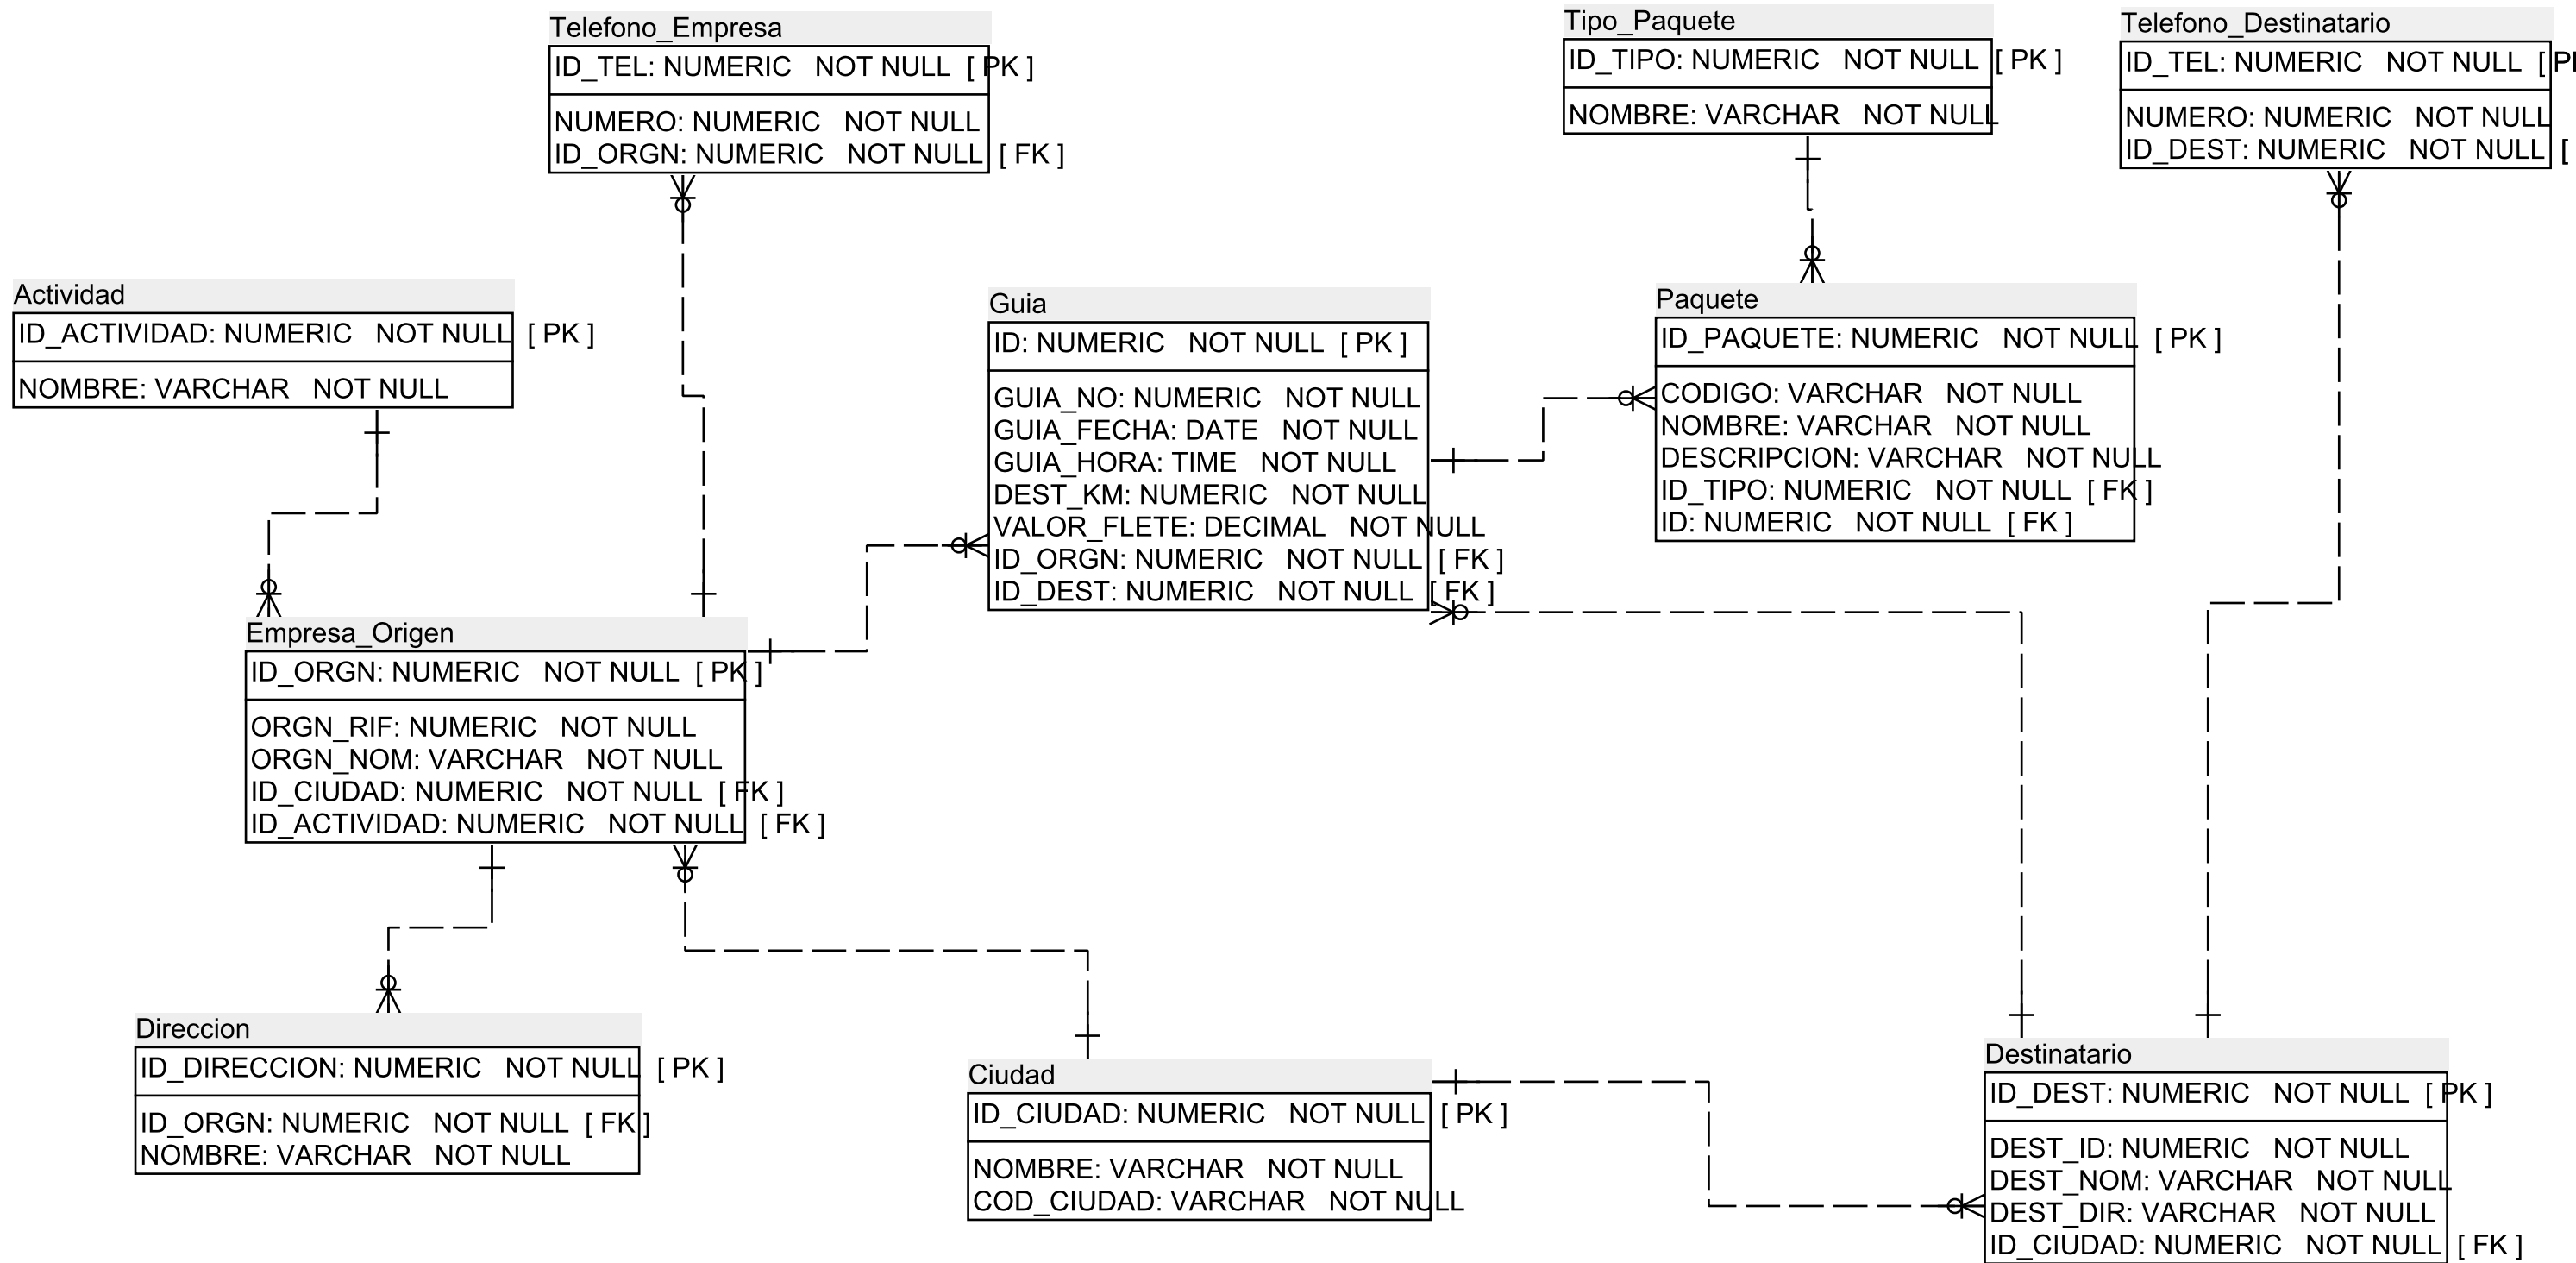 Telefono_Empresa
ID_TEL: NUMERIC NOT NULL [ PK ]
NUMERO: NUMERIC NOT NULL
ID_ORGN: NUMERIC NOT NULL [ FK ]
Tipo_Paquete
ID_TIPO: NUMERIC NOT NULL [ PK ]
NOMBRE: VARCHAR NOT NULL
Telefono_Destinatario
ID_TEL: NUMERIC NOT NULL [
NUMERO: NUMERIC NOT NULL
ID_DEST: NUMERIC NOT NULL [
Actividad
ID_ACTIVIDAD: NUMERIC NOT NULL [ PK ]
NOMBRE: VARCHAR NOT NULL
Guia
ID: NUMERIC NOT NULL [ PK ]
GUIA_NO: NUMERIC NOT NULL
GUIA_FECHA: DATE NOT NULL
GUIA_HORA: TIME NOT NULL
DEST_KM: NUMERIC NOT NULL
VALOR_FLETE: DECIMAL NOT NULL
ID_ORGN: NUMERIC NOT NULL [ FK ]
ID_DEST: NUMERIC NOT NULL [ FK ]
Paquete
ID_PAQUETE: NUMERIC NOT NULL [ PK ]
CODIGO: VARCHAR NOT NULL
NOMBRE: VARCHAR NOT NULL
DESCRIPCION: VARCHAR NOT NULL
ID_TIPO: NUMERIC NOT NULL [ FK ]
ID: NUMERIC NOT NULL [ FK ]
Empresa_Origen
ID_ORGN: NUMERIC NOT NULL [ PK ]
ORGN_RIF: NUMERIC NOT NULL
ORGN_NOM: VARCHAR NOT NULL
ID_CIUDAD: NUMERIC NOT NULL [ FK ]
ID_ACTIVIDAD: NUMERIC NOT NULL [ FK ]
Direccion
ID_DIRECCION: NUMERIC NOT NULL [ PK ]
ID_ORGN: NUMERIC NOT NULL [ FK ]
NOMBRE: VARCHAR NOT NULL
Ciudad
ID_CIUDAD: NUMERIC NOT NULL [ PK ]
NOMBRE: VARCHAR NOT NULL
COD_CIUDAD: VARCHAR NOT NULL
Destinatario
ID_DEST: NUMERIC NOT NULL [ PK ]
DEST_ID: NUMERIC NOT NULL
DEST_NOM: VARCHAR NOT NULL
DEST_DIR: VARCHAR NOT NULL
ID_CIUDAD: NUMERIC NOT NULL [ FK ]